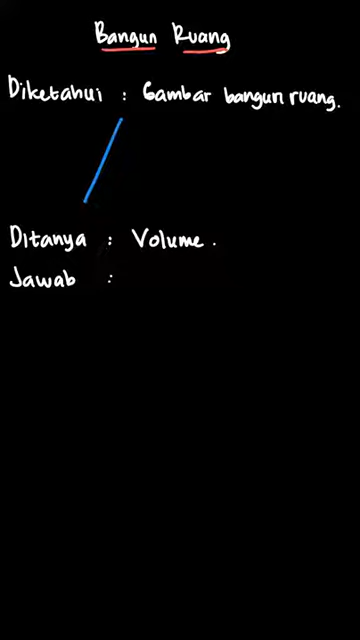 Bangun Ruang
Diketahui : Gambar bangun ruang.
Ditanya : Volume.
Jawab :